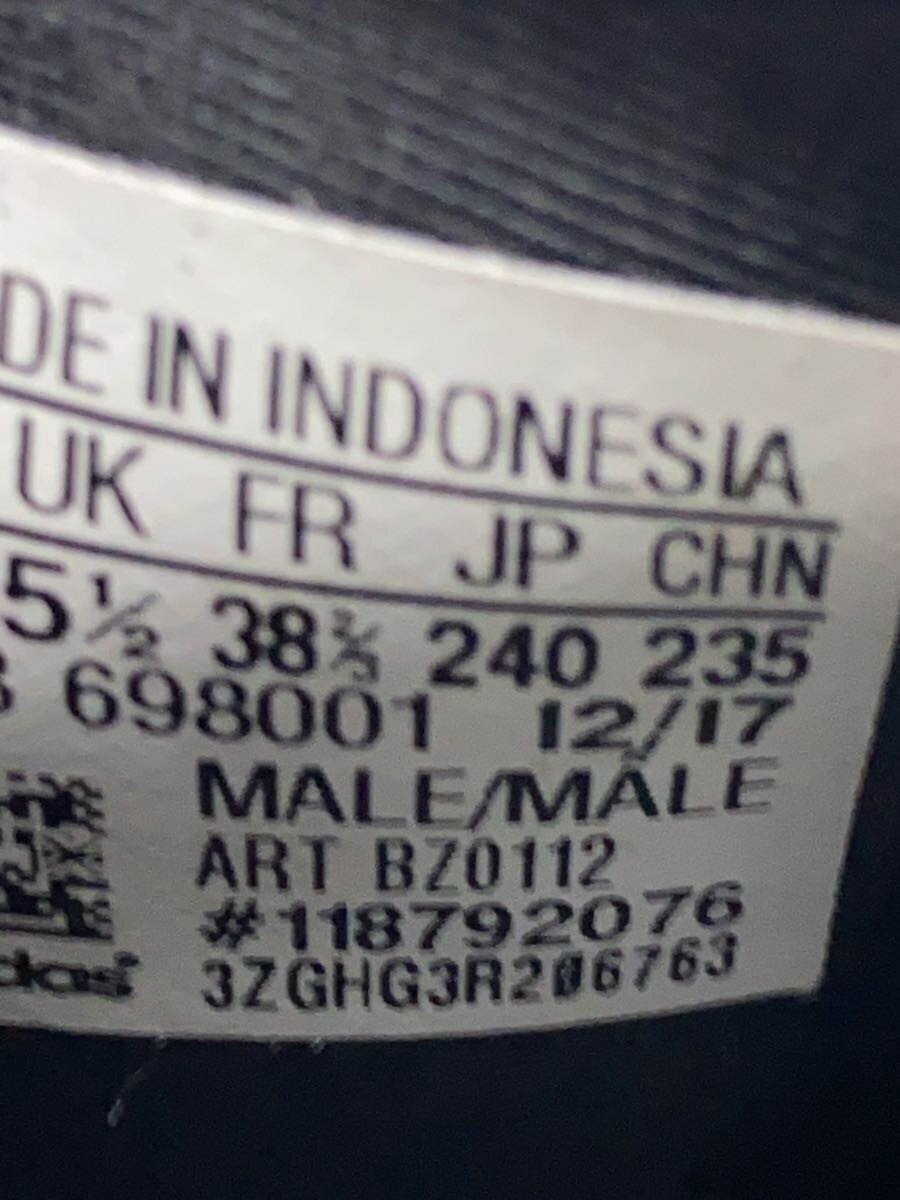 DE IN INDONESIA
UK FR JP CHN
5½ 38⅔ 240 235
698001 12/17
MALE/MÂLE
ART BZ0112
#118792076
3ZGHG3R206763
das